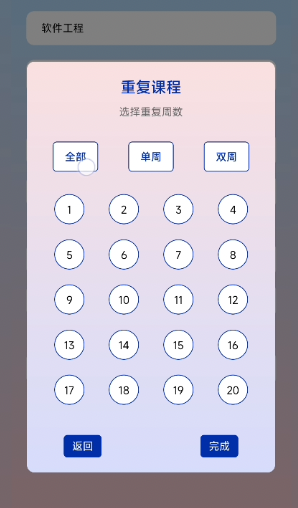 软件工程
重复课程
选择重复周数
全部 单周 双周
1 2 3 4
5 6 7 8
9 10 11 12
13 14 15 16
17 18 19 20
返回 完成